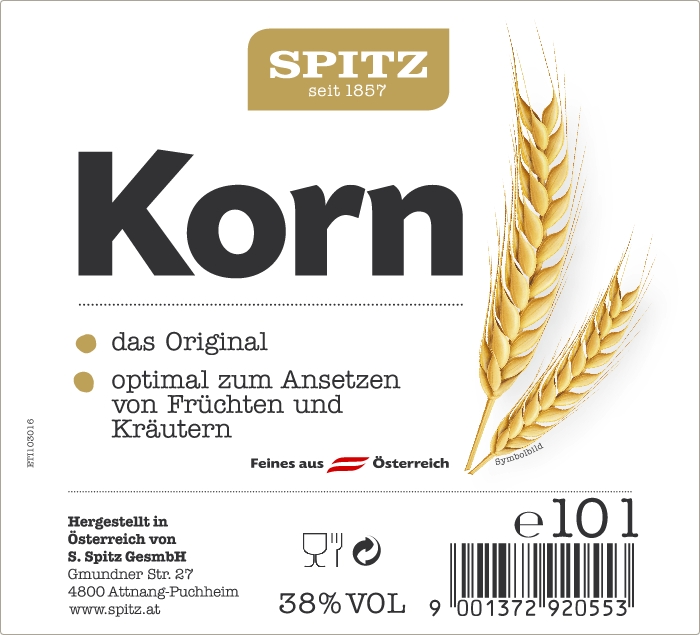 SPITZ
seit 1857
Korn
das Original
optimal zum Ansetzen
von Früchten und
Kräutern
ETI103016
Feines aus Österreich
Symbolbild
Hergestellt in
Österreich von
S. Spitz GesmbH
Gmundner Str. 27
4800 Attnang-Puchheim
www.spitz.at
38% VOL
e 10 l
9 001372 920553